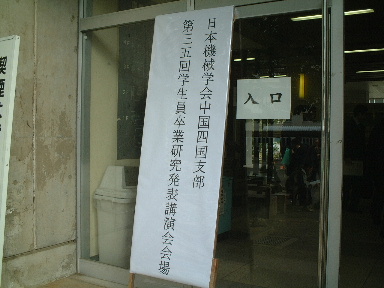 日本機械学会中国四国支部
第三五回学生員卒業研究発表講演会会場
入口